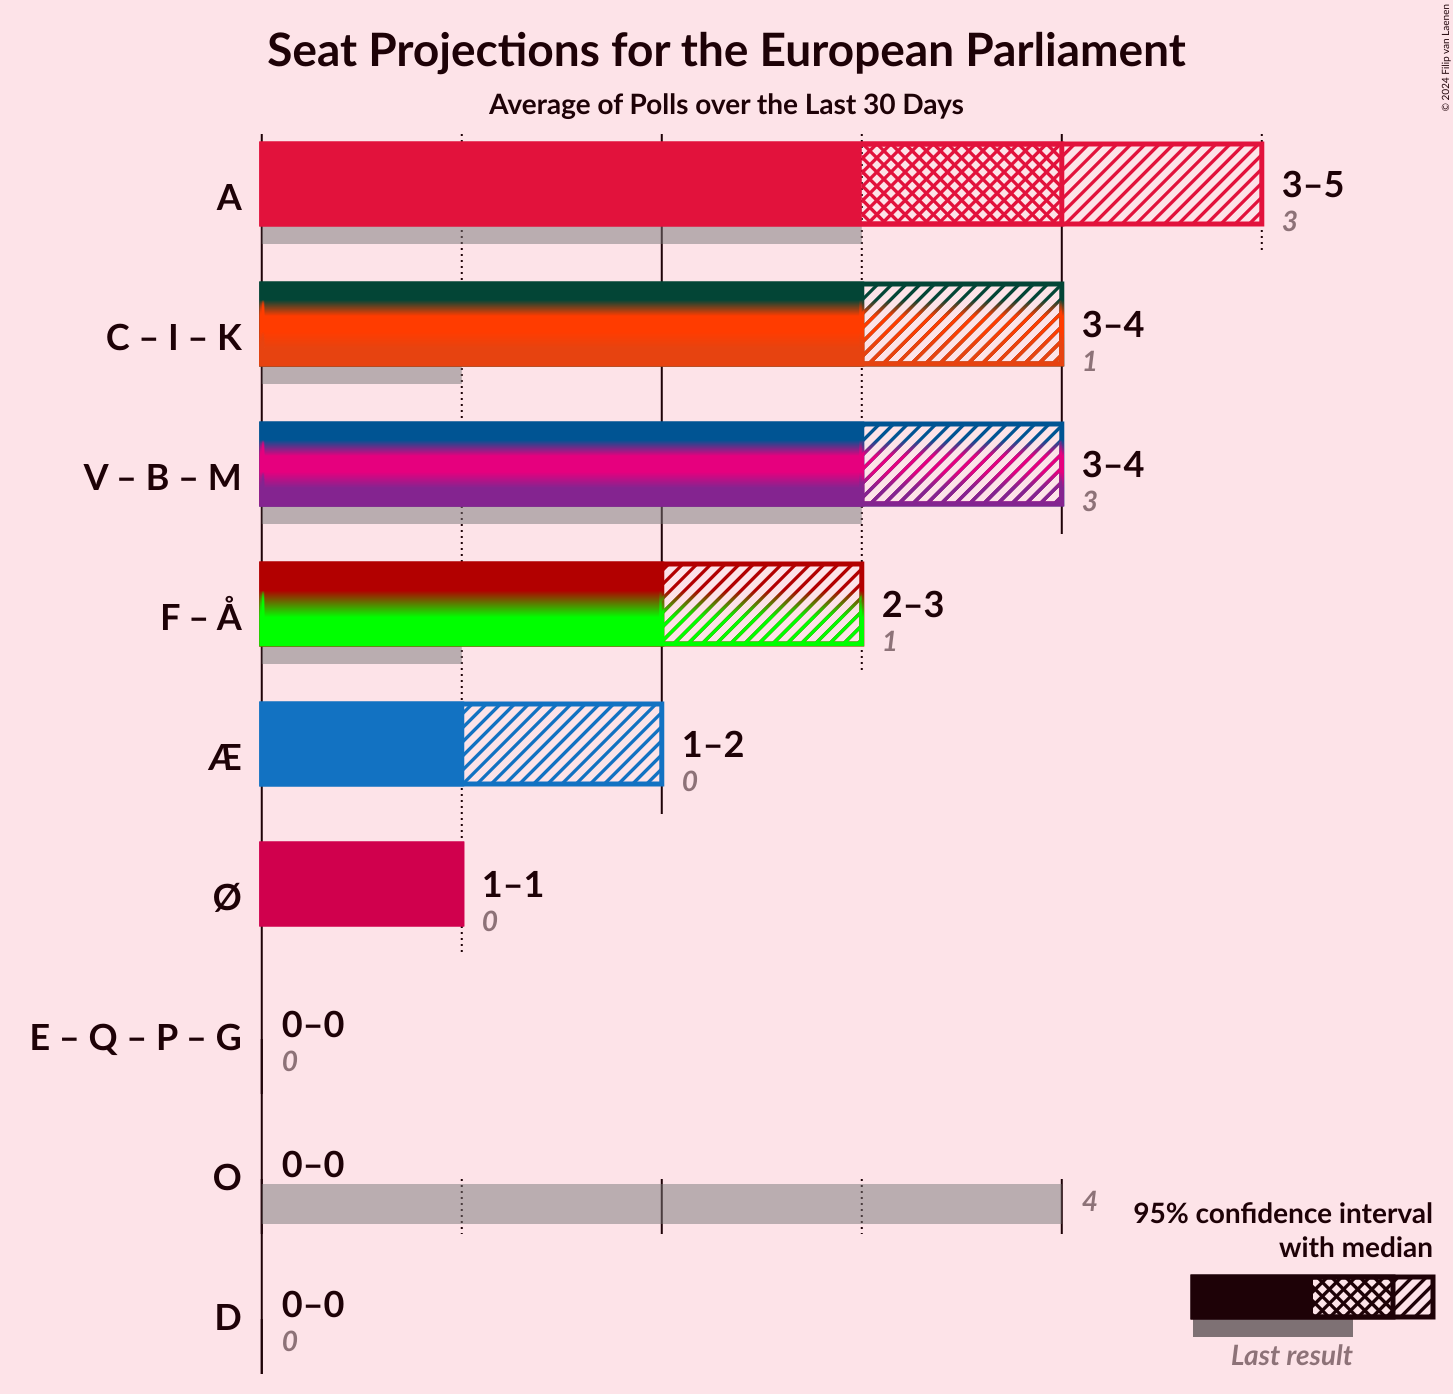 Seat Projections for the European Parliament
Average of Polls over the Last 30 Days
© 2024 Filip van Laenen
A
3–5
3
C – I – K
3–4
1
V – B – M
3–4
3
F – Å
2–3
1
Æ
1–2
0
Ø
1–1
0
E – Q – P – G
0–0
0
O
0–0
4
D
0–0
0
95% confidence interval
with median
Last result